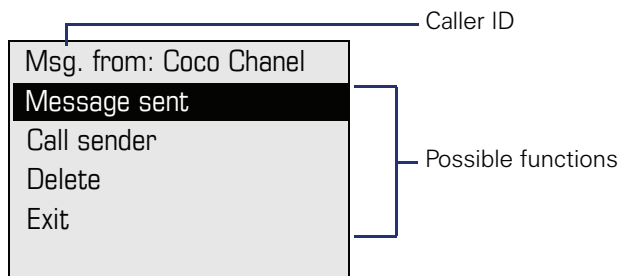 Caller ID
Msg. from: Coco Chanel
Message sent
Call sender
Possible functions
Delete
Exit